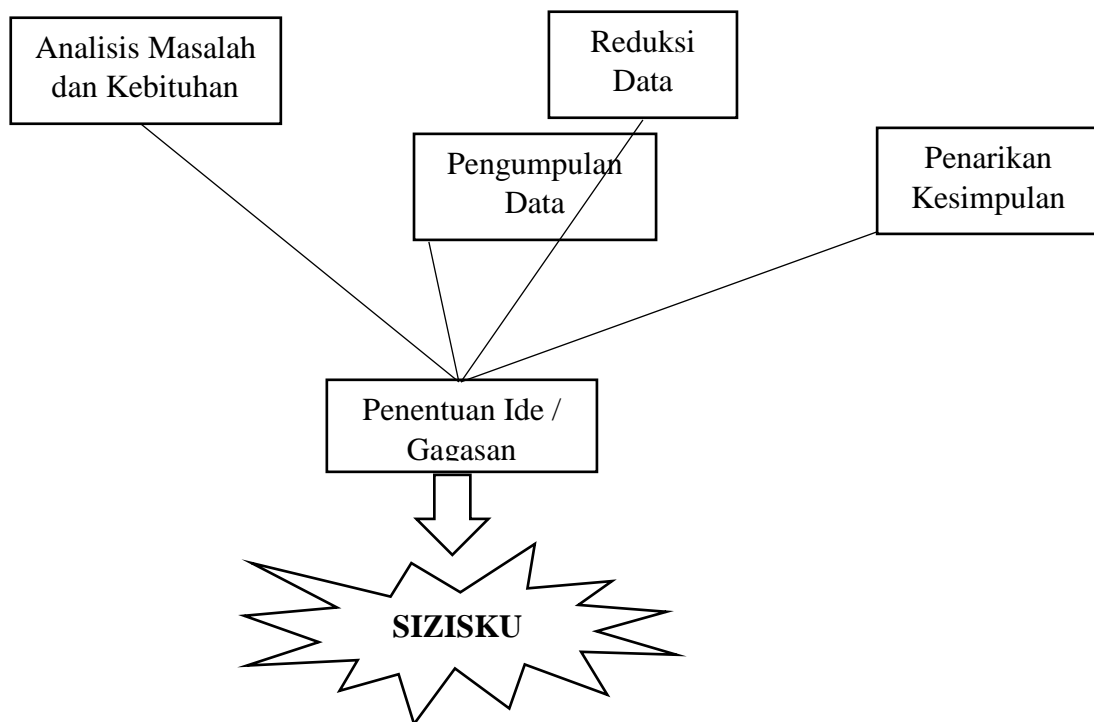 Analisis Masalah
dan Kebituhan
Reduksi
Data
Pengumpulan
Data
Penarikan
Kesimpulan
Penentuan Ide /
Gagasan
SIZISKU